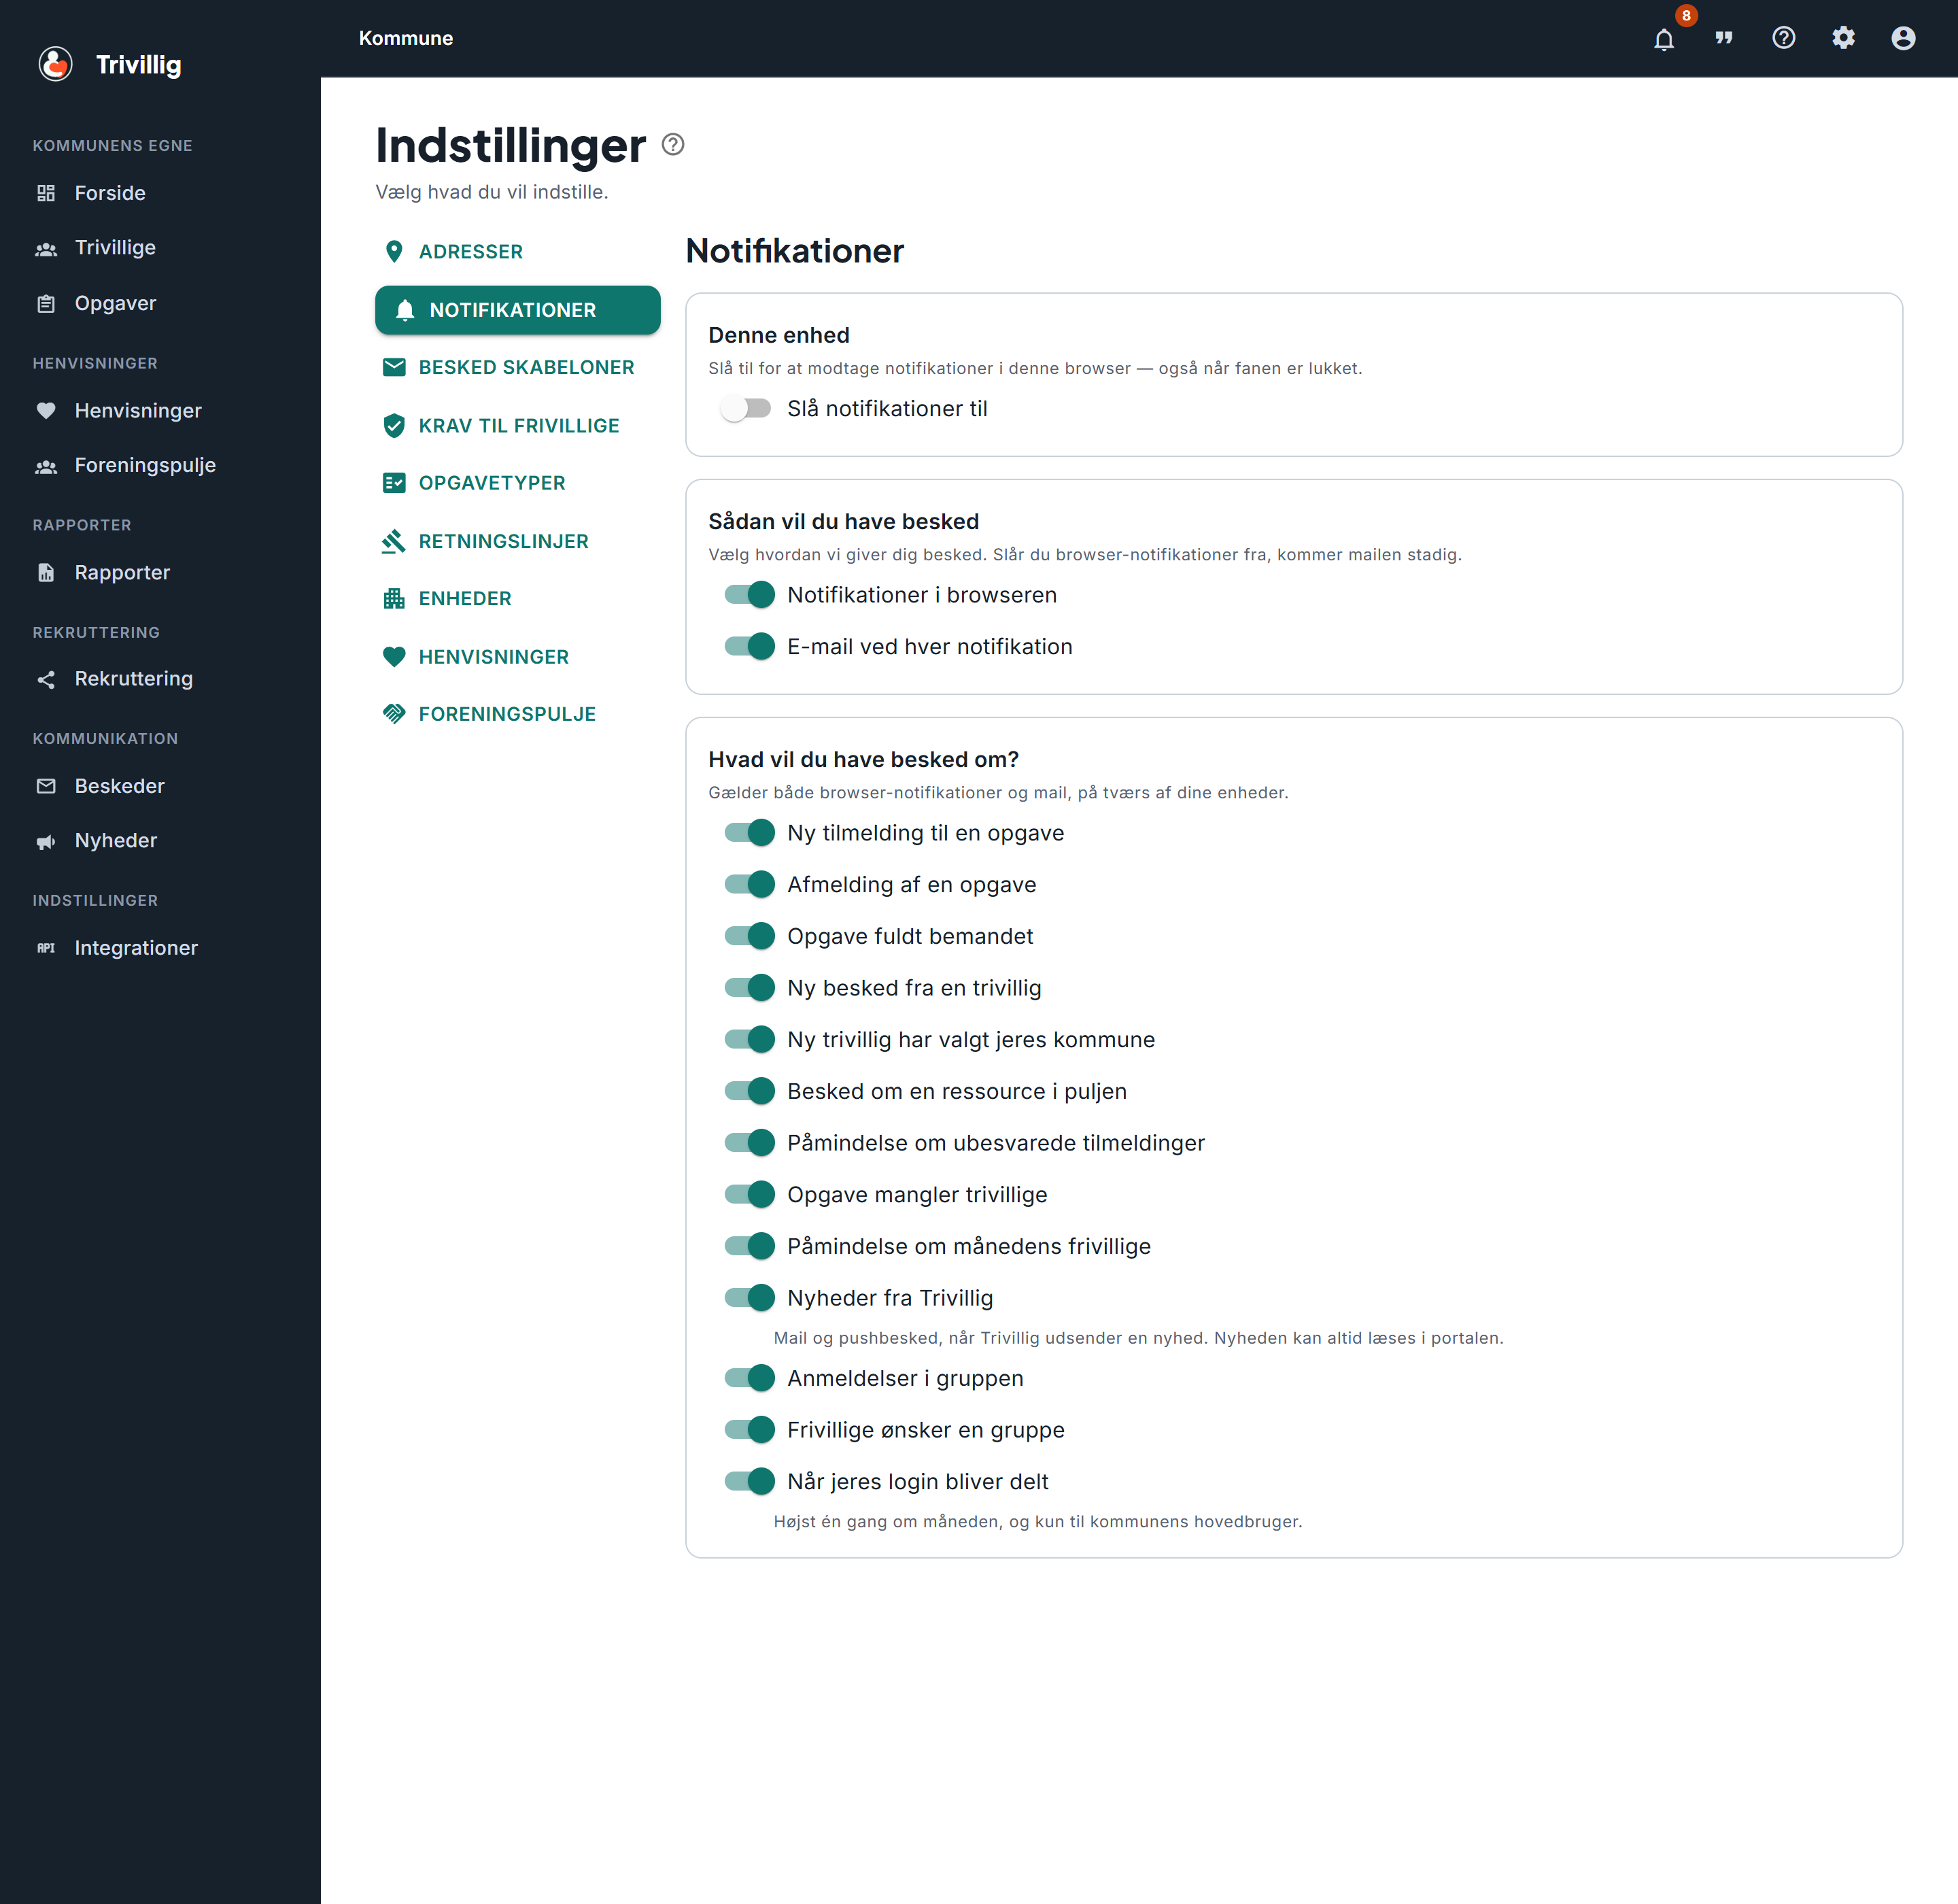 Trivillig
Kommune
8
KOMMUNENS EGNE
Forside
Trivillige
Opgaver
HENVISNINGER
Henvisninger
Foreningspulje
RAPPORTER
Rapporter
REKRUTTERING
Rekruttering
KOMMUNIKATION
Beskeder
Nyheder
INDSTILLINGER
API
Integrationer
Indstillinger
Vælg hvad du vil indstille.
ADRESSER
NOTIFIKATIONER
BESKED SKABELONER
KRAV TIL FRIVILLIGE
OPGAVETYPER
RETNINGSLINJER
ENHEDER
HENVISNINGER
FORENINGSPULJE
Notifikationer
Denne enhed
Slå til for at modtage notifikationer i denne browser — også når fanen er lukket.
Slå notifikationer til
Sådan vil du have besked
Vælg hvordan vi giver dig besked. Slår du browser-notifikationer fra, kommer mailen stadig.
Notifikationer i browseren
E-mail ved hver notifikation
Hvad vil du have besked om?
Gælder både browser-notifikationer og mail, på tværs af dine enheder.
Ny tilmelding til en opgave
Afmelding af en opgave
Opgave fuldt bemandet
Ny besked fra en trivillig
Ny trivillig har valgt jeres kommune
Besked om en ressource i puljen
Påmindelse om ubesvarede tilmeldinger
Opgave mangler trivillige
Påmindelse om månedens frivillige
Nyheder fra Trivillig
Mail og pushbesked, når Trivillig udsender en nyhed. Nyheden kan altid læses i portalen.
Anmeldelser i gruppen
Frivillige ønsker en gruppe
Når jeres login bliver delt
Højst én gang om måneden, og kun til kommunens hovedbruger.